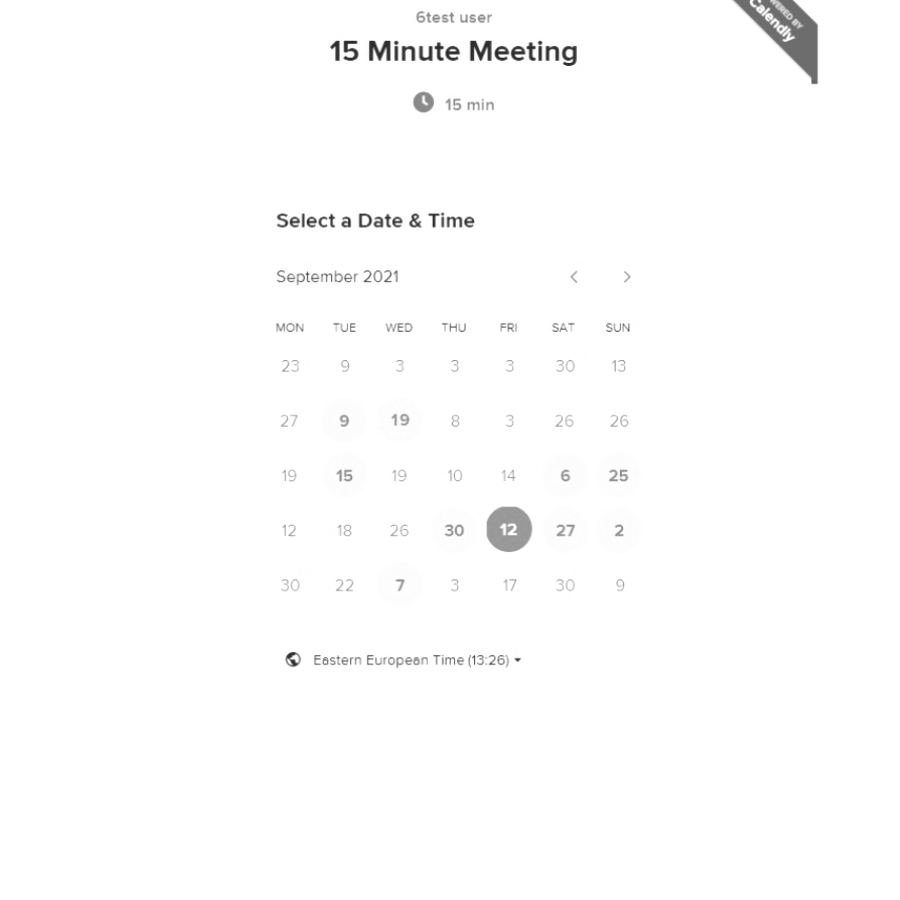 6test user
POWERED BY
Calendly
15 Minute Meeting
15 min
Select a Date & Time
September 2021
MON TUE WED THU FRI SAT SUN
23 9 3 3 3 30 13
27 9 19 8 3 26 26
19 15 19 10 14 6 25
12 18 26 30 12 27 2
30 22 7 3 17 30 9
Eastern European Time (13:26)